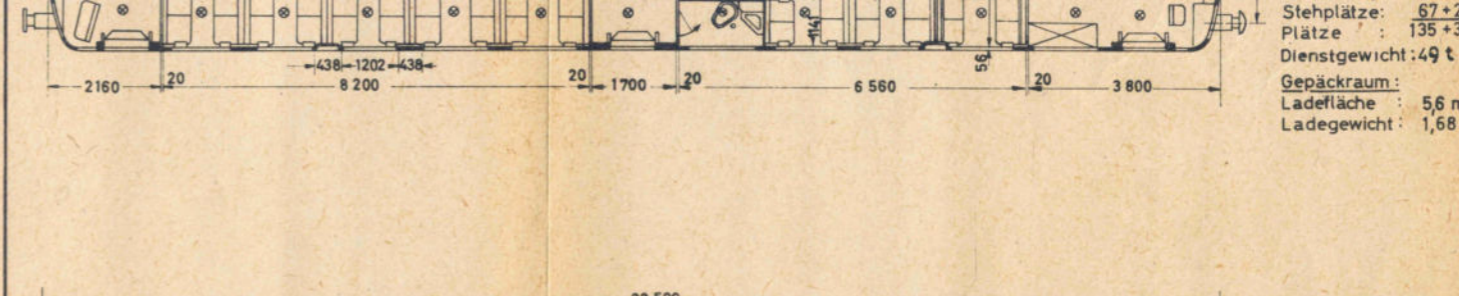 Stehplätze: 67+2
Plätze : 135+3
Dienstgewicht: 49 t
Gepäckraum:
Ladefläche : 5,6 m
Ladegewicht: 1,68
114
56
438 1202 438
2160 20 8 200 20 1700 20 6 560 20 3 800